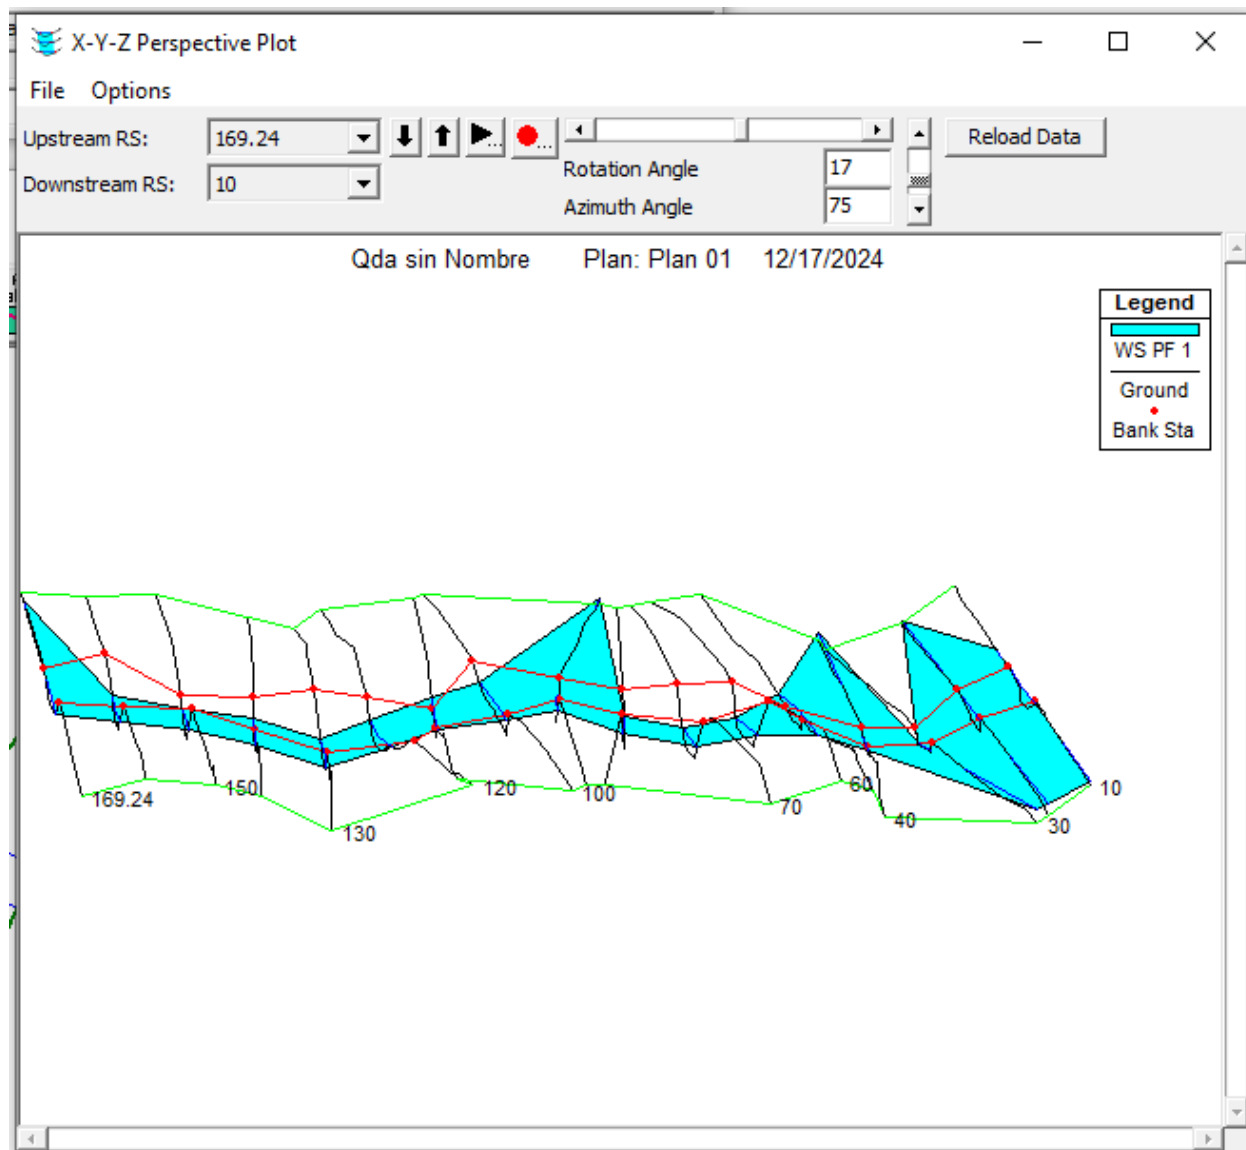 X-Y-Z Perspective Plot
File Options
Upstream RS: 169.24
Downstream RS: 10
Rotation Angle 17
Azimuth Angle 75
Reload Data
Qda sin Nombre Plan: Plan 01 12/17/2024
Legend
WS PF 1
Ground
Bank Sta
169.24
150
130
120
100
70
60
40
30
10